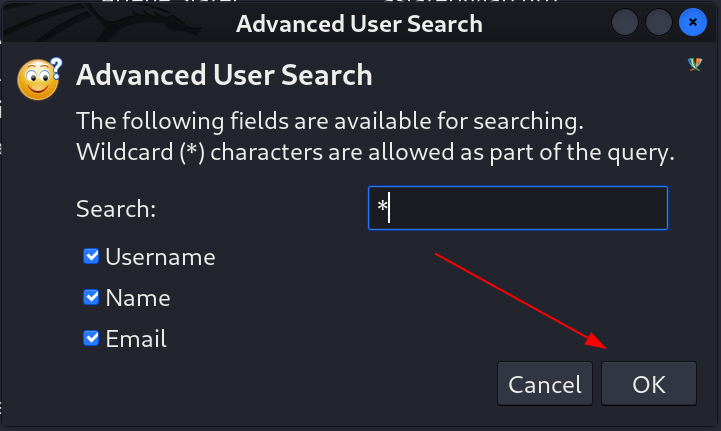 Advanced User Search
Advanced User Search
The following fields are available for searching.
Wildcard (*) characters are allowed as part of the query.
Search:
*
Username
Name
Email
Cancel
OK